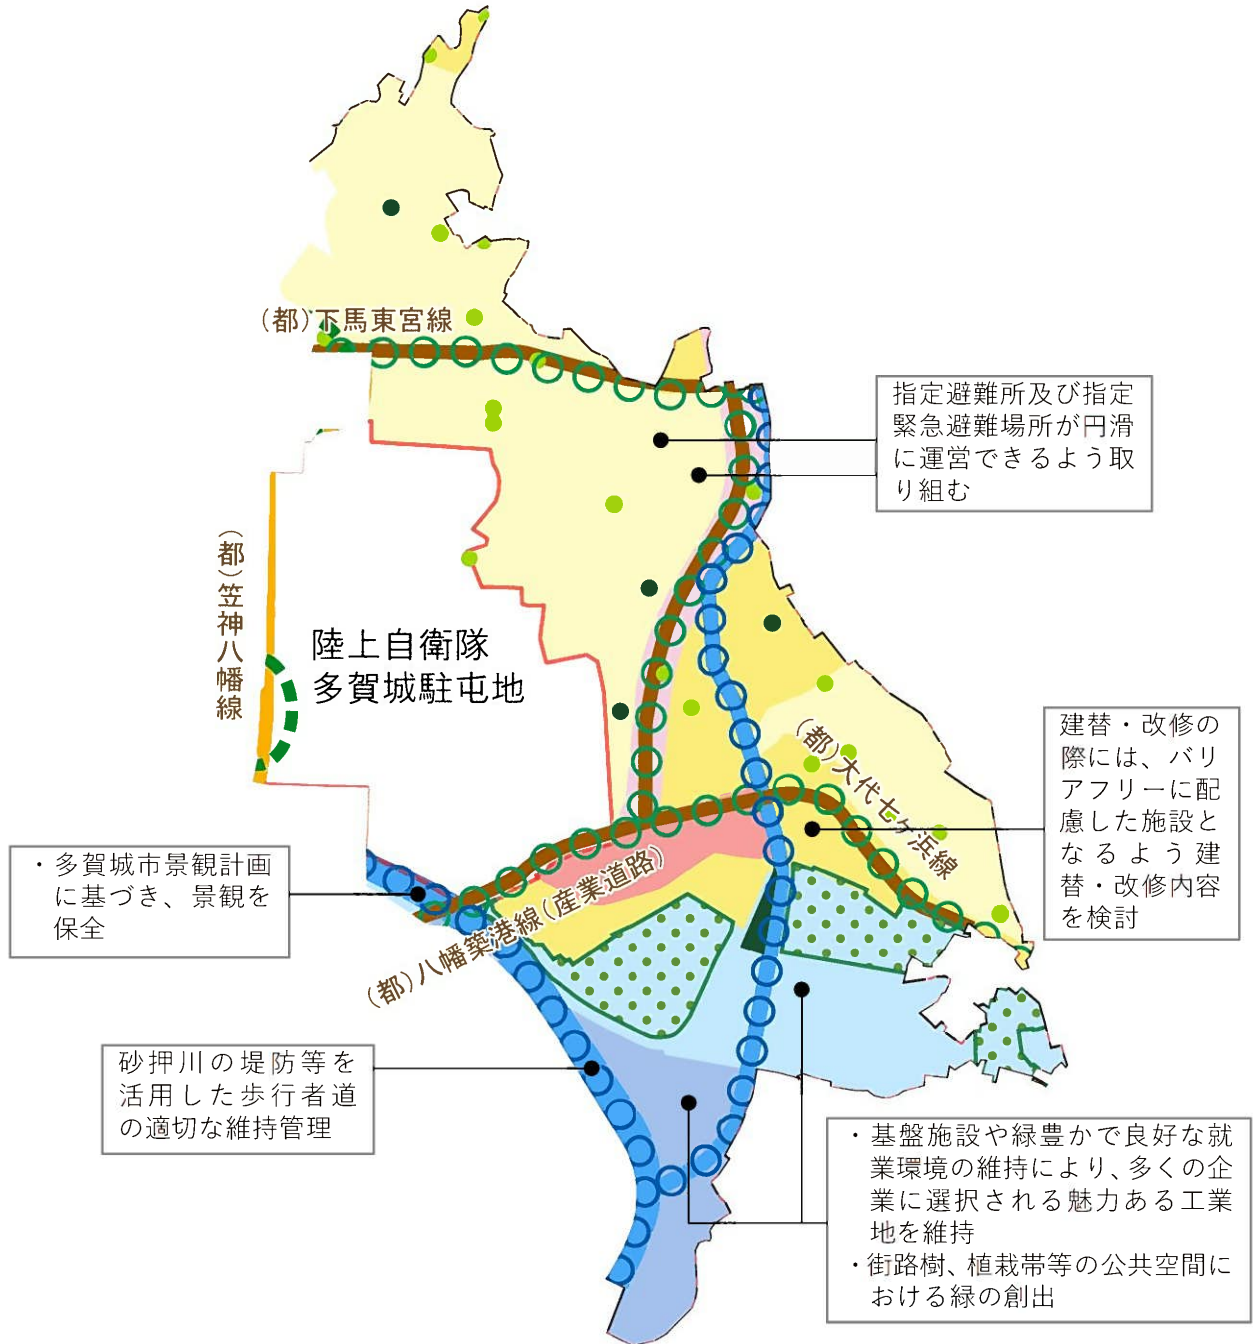 (都)下馬東宮線
指定避難所及び指定
緊急避難場所が円滑
に運営できるよう取
り組む
(都)笠神八幡線
陸上自衛隊
多賀城駐屯地
建替・改修の
際には、バリ
アフリーに配
慮した施設と
なるよう建
替・改修内容
を検討
(都)大代七ヶ浜線
・多賀城市景観計画
に基づき、景観を
保全
(都)八幡築港線(産業道路)
砂押川の堤防等を
活用した歩行者道
の適切な維持管理
・基盤施設や緑豊かで良好な就
業環境の維持により、多くの企
業に選択される魅力ある工業
地を維持
・街路樹、植栽帯等の公共空間に
おける緑の創出